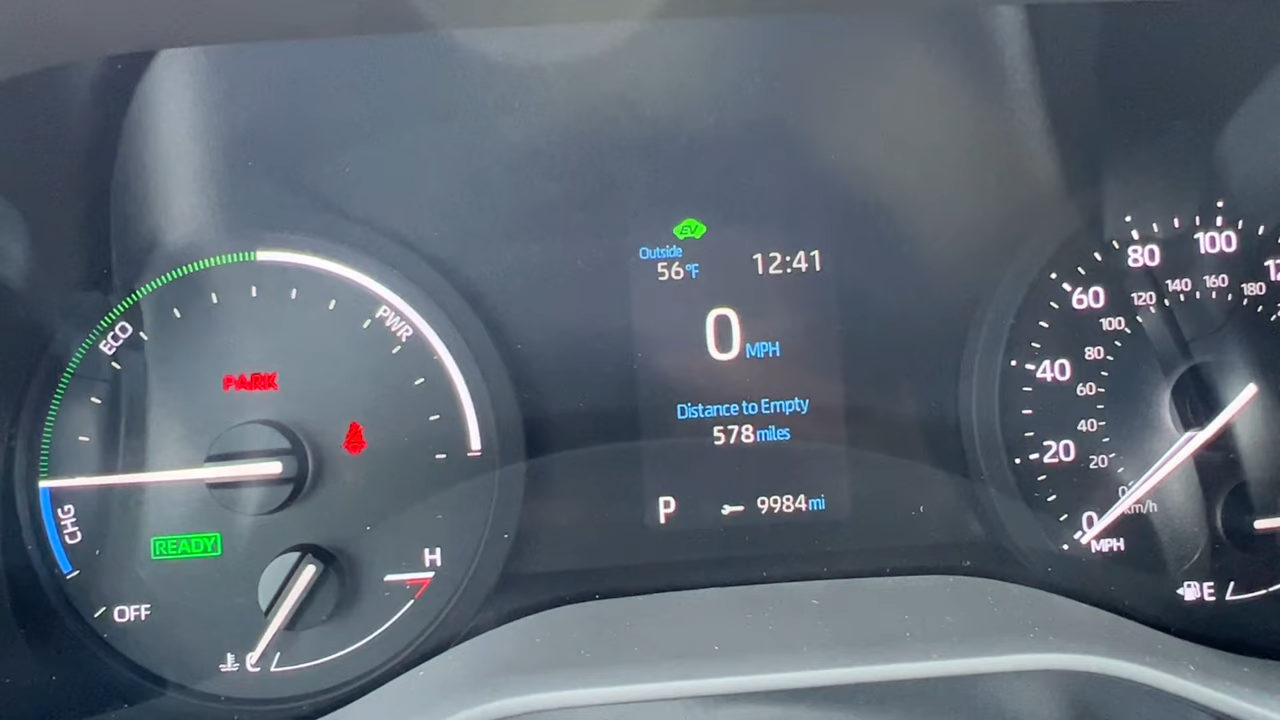 EV
Outside
56°F 12:41
0 MPH
Distance to Empty
578 miles
P 9984 mi
ECO
PWR
PARK
CHG
READY
OFF
H
C
100
80
60
40
20
0
MPH
180
160
140
120
100
80
60
40
20
0
km/h
E